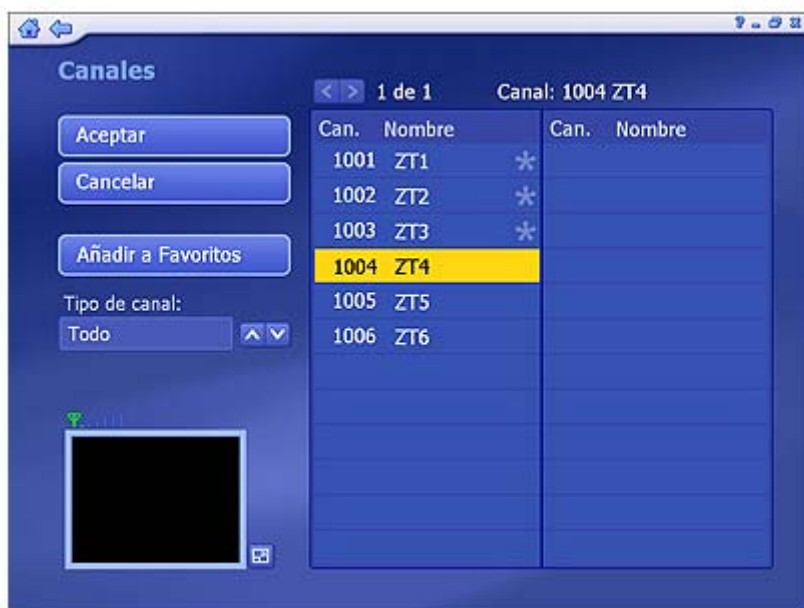 Canales
1 de 1 Canal: 1004 ZT4
Aceptar
Cancelar
Añadir a Favoritos
Tipo de canal:
Todo
Can. Nombre
1001 ZT1 *
1002 ZT2 *
1003 ZT3 *
1004 ZT4
1005 ZT5
1006 ZT6
Can. Nombre